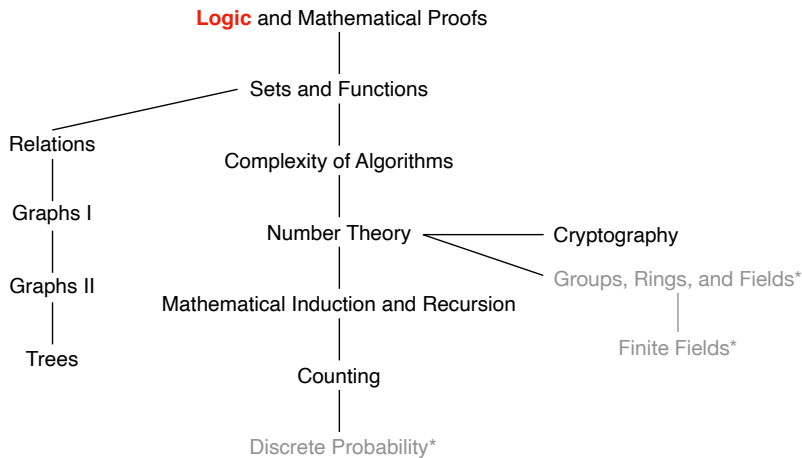 Logic and Mathematical Proofs
Sets and Functions
Relations
Complexity of Algorithms
Graphs I
Number Theory
Cryptography
Groups, Rings, and Fields*
Graphs II
Mathematical Induction and Recursion
Finite Fields*
Trees
Counting
Discrete Probability*